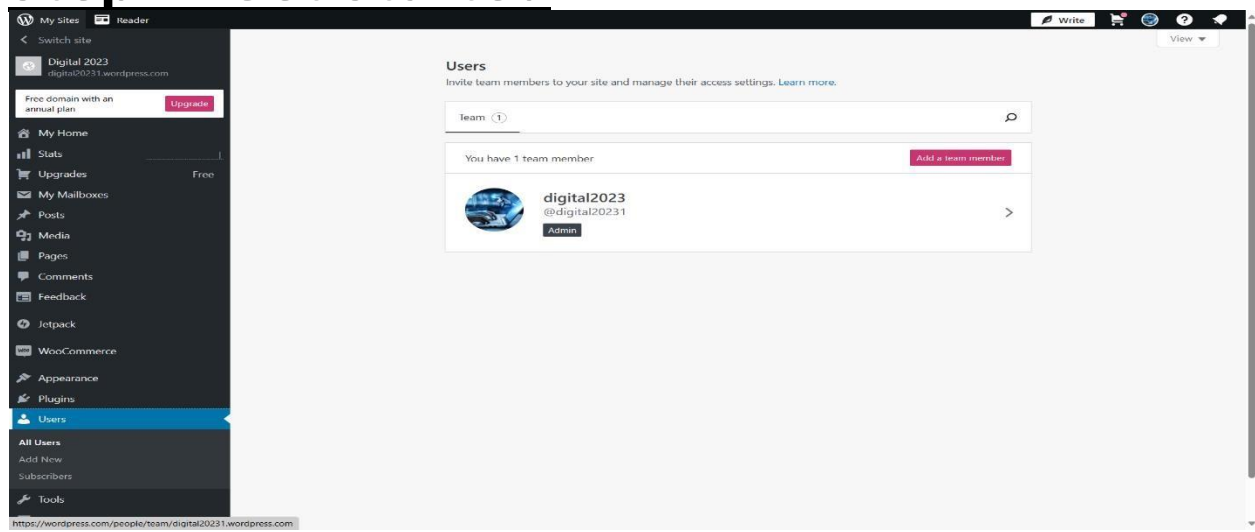 My Sites Reader Write
Switch site View
Digital 2023
digital20231.wordpress.com
Free domain with an
annual plan
Upgrade
My Home
Stats
Upgrades Free
My Mailboxes
Posts
Media
Pages
Comments
Feedback
Jetpack
WooCommerce
Appearance
Plugins
Users
All Users
Add New
Subscribers
Tools
Users
Invite team members to your site and manage their access settings. Learn more.
Team 1
You have 1 team member Add a team member
digital2023
@digital20231
Admin
https://wordpress.com/people/team/digital20231.wordpress.com